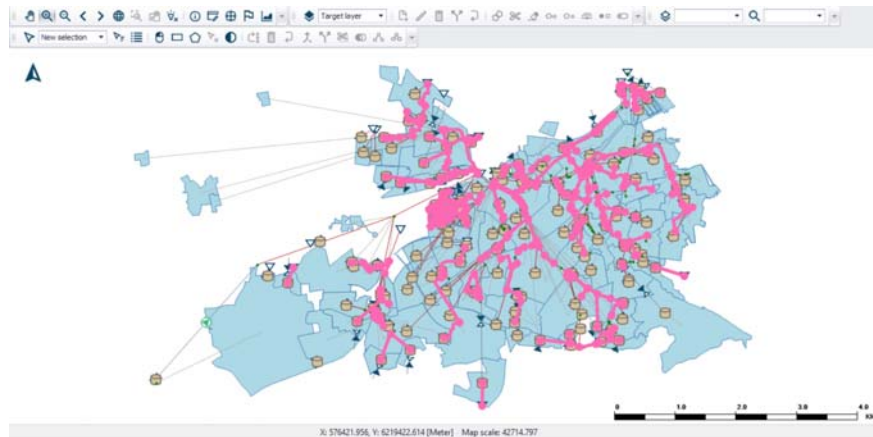 Target layer
New selection
0 1.0 2.0 3.0 4.0
X: 576421.956, Y: 6219422.614 [Meter] Map scale: 42714.797